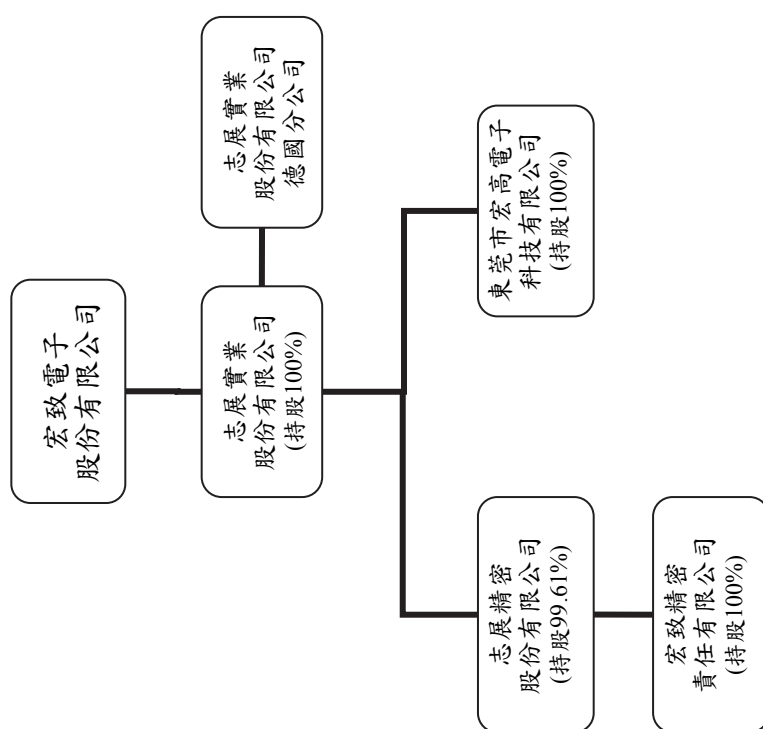 宏致電子
股份有限公司
志展實業
股份有限公司
(持股100%)
志展實業
股份有限公司
德國分公司
志展精密
股份有限公司
(持股99.61%)
東莞市宏高電子
科技有限公司
(持股100%)
宏致精密
責任有限公司
(持股100%)